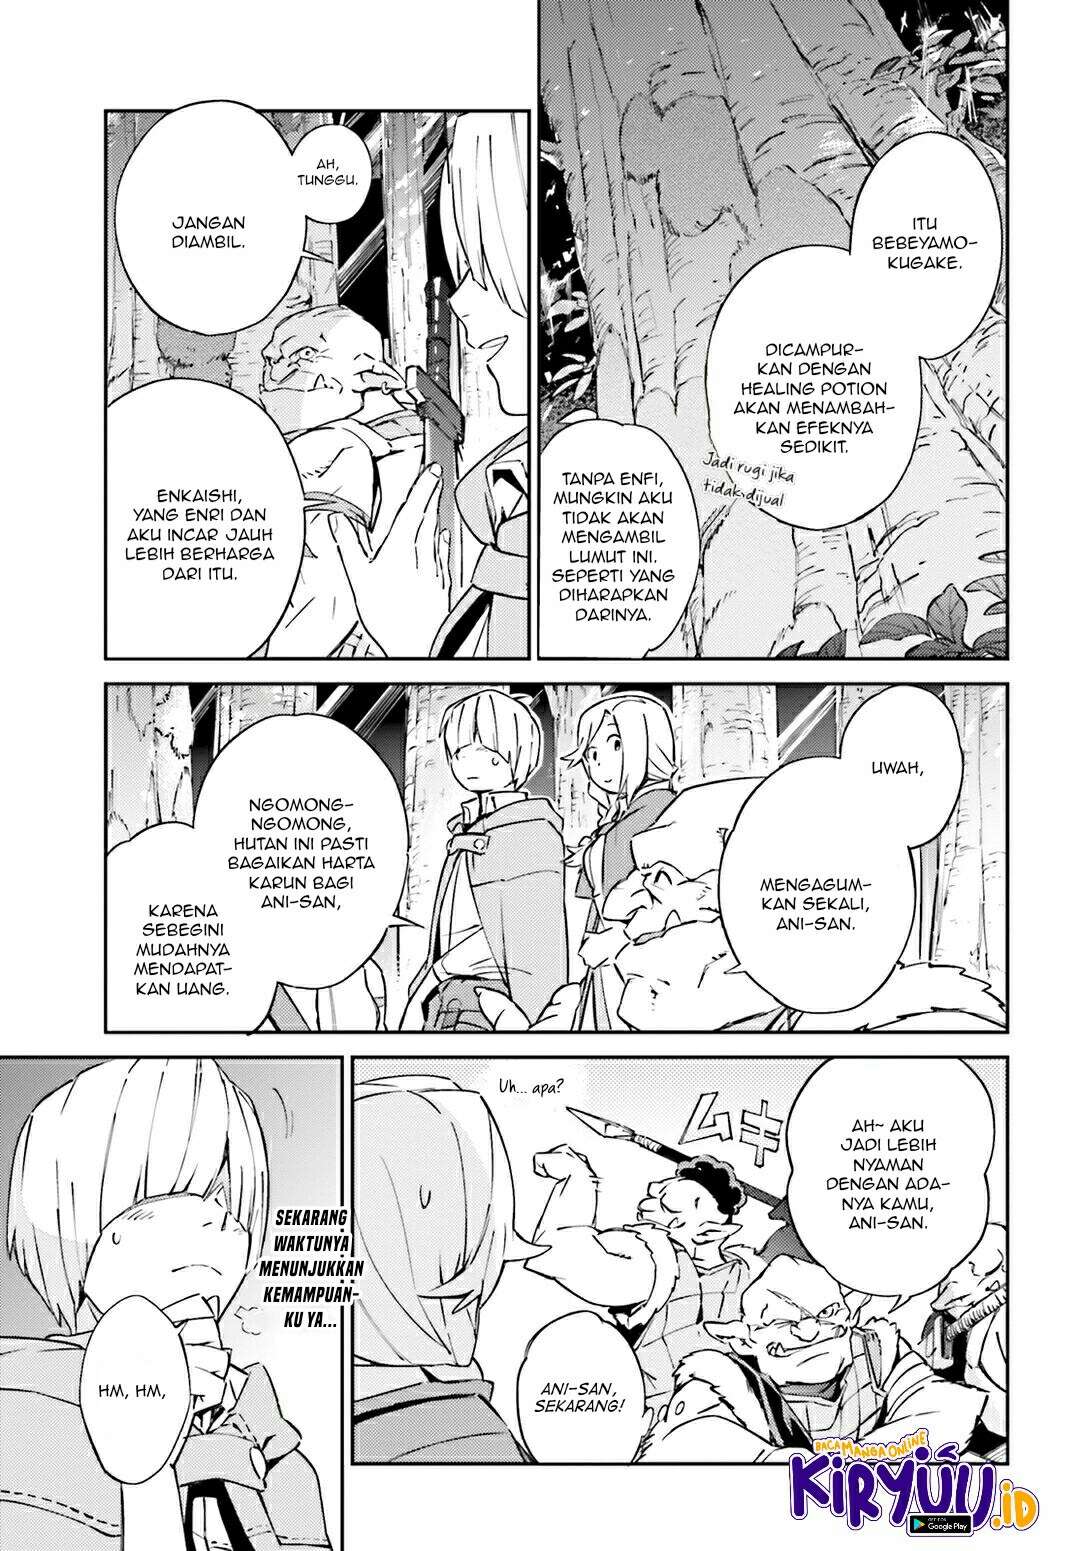 ITU
BEBEYAMO-
KUGAKE.
DICAMPUR-
KAN DENGAN
HEALING POTION
AKAN MENAMBAH-
KAN EFEKNYA
SEDIKIT.
Jadi rugi jika
tidak dijual
TANPA ENFI,
MUNGKIN AKU
TIDAK AKAN
MENGAMBIL
LUMUT INI.
SEPERTI YANG
DIHARAPKAN
DARINYA.
AH,
TUNGGU.
JANGAN
DIAMBIL.
ENKAISHI,
YANG ENRI DAN
AKU INCAR JAUH
LEBIH BERHARGA
DARI ITU.
UWAH,
MENGAGUM-
KAN SEKALI,
ANI-SAN.
NGOMONG-
NGOMONG,
HUTAN INI PASTI
BAGAIKAN HARTA
KARUN BAGI
ANI-SAN,
KARENA
SEBEGINI
MUDAHNYA
MENDAPAT-
KAN UANG.
AH~ AKU
JADI LEBIH
NYAMAN
DENGAN ADA-
NYA KAMU,
ANI-SAN.
ムキ
Uh... apa?
ANI-SAN,
SEKARANG!
SEKARANG
WAKTUNYA
MENUNJUKKAN
KEMAMPUAN-
KU YA...
HM, HM,
BACA MANGA ONLINE
KIRYUU.ID
GET IT ON
Google Play